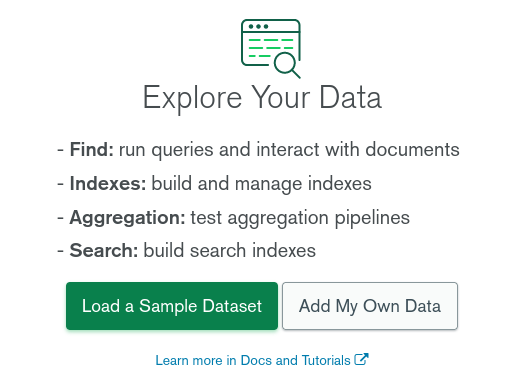 Explore Your Data
- Find: run queries and interact with documents
- Indexes: build and manage indexes
- Aggregation: test aggregation pipelines
- Search: build search indexes
Load a Sample Dataset Add My Own Data
Learn more in Docs and Tutorials